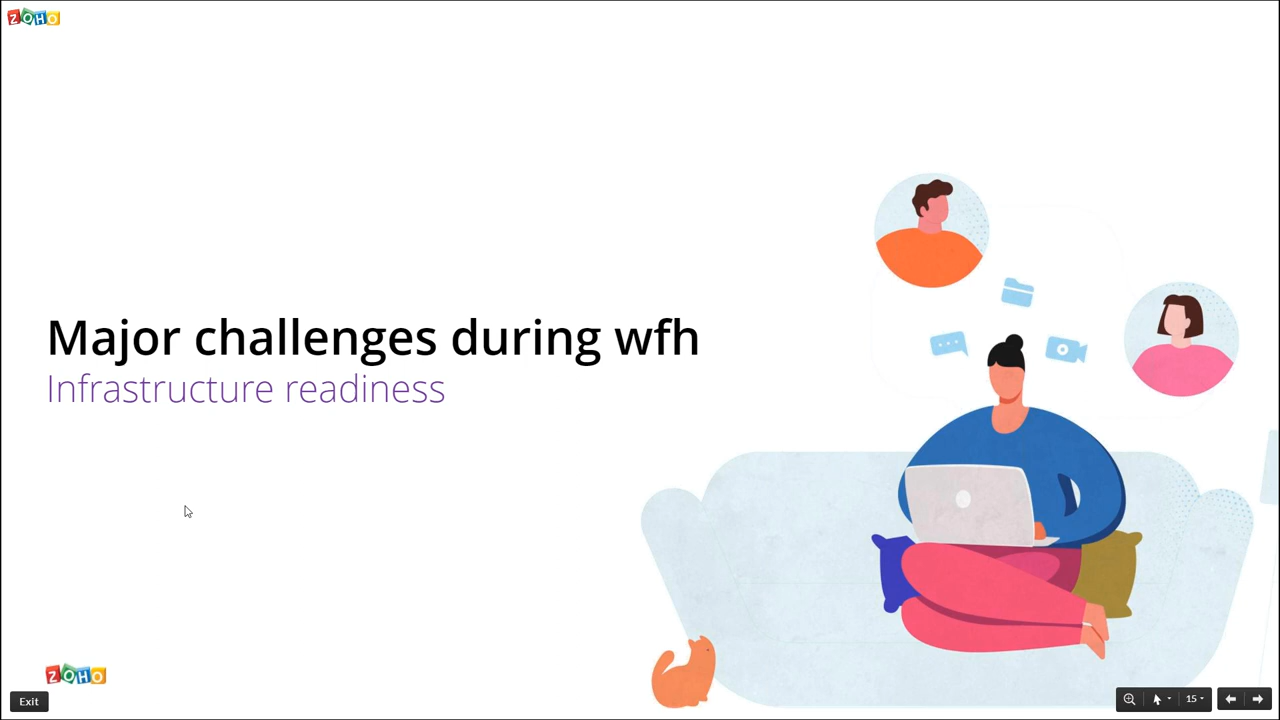 ZOHO
Major challenges during wfh
Infrastructure readiness
ZOHO
Exit
15